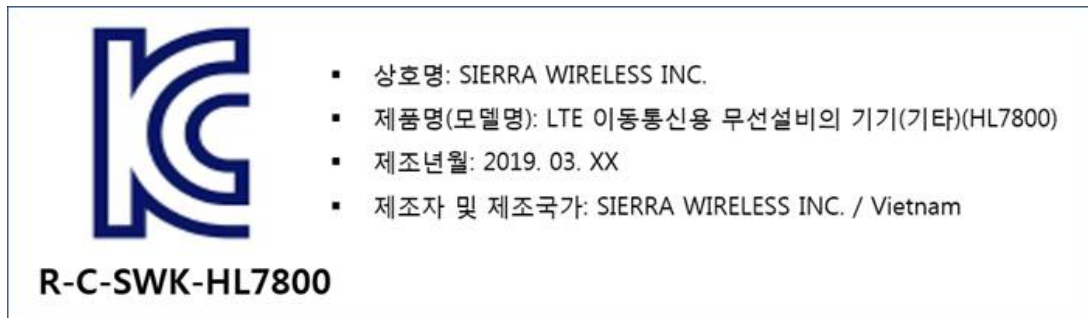 KC
▪ 상호명: SIERRA WIRELESS INC.
▪ 제품명(모델명): LTE 이동통신용 무선설비의 기기(기타)(HL7800)
▪ 제조년월: 2019. 03. XX
▪ 제조자 및 제조국가: SIERRA WIRELESS INC. / Vietnam
R-C-SWK-HL7800